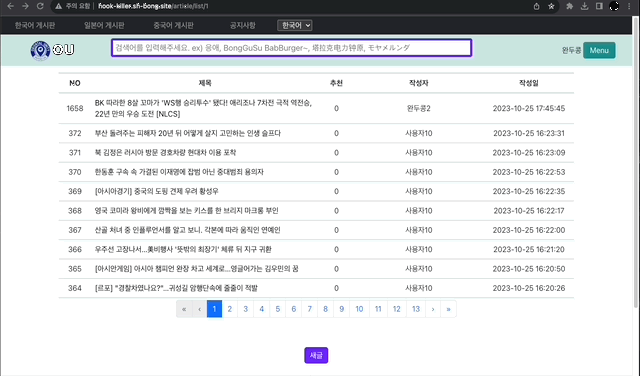 주의 요함 hook-killer.sh-bong.site/article/list/1
한국어 게시판 일본어 게시판 중국어 게시판 공지사항 한국어
OU 검색어를 입력해주세요. ex) 응애, BongGuSu BabBurger~, 塔拉克电力钟原, モヤメルンダ 완두콩 Menu
NO 제목 추천 작성자 작성일
1658 BK 따라한 8살 꼬마가 'WS행 승리투수' 됐다! 애리조나 7차전 극적 역전승, 0 완두콩2 2023-10-25 17:45:45
22년 만의 우승 도전 [NLCS]
372 부산 돌려주는 피해자 20년 뒤 어떻게 살지 고민하는 인생 슬프다 0 사용자10 2023-10-25 16:23:31
371 북 김정은 러시아 방문 경호차량 현대차 이용 포착 0 사용자10 2023-10-25 16:23:09
370 한동훈 구속 속 가결된 이재명에 잡범 아닌 중대범죄 용의자 0 사용자10 2023-10-25 16:22:53
369 [아시아경기] 중국의 도핑 견제 우려 황성우 0 사용자10 2023-10-25 16:22:35
368 영국 코미라 왕비에게 깜짝을 보는 키스를 한 브리지 마크롱 부인 0 사용자10 2023-10-25 16:22:17
367 산골 처녀 중 인플루언서를 알고 보니. 각본에 따라 움직인 연예인 0 사용자10 2023-10-25 16:22:00
366 우주선 고장나서...美비행사 '뜻밖의 최장기' 체류 뒤 지구 귀환 0 사용자10 2023-10-25 16:21:20
365 [아시안게임] 아시아 챔피언 완장 차고 세계로...영글어가는 김우민의 꿈 0 사용자10 2023-10-25 16:20:50
364 [르포] "경찰차였나요?"...귀성길 암행단속에 줄줄이 적발 0 사용자10 2023-10-25 16:20:26
« ‹ 1 2 3 4 5 6 7 8 9 10 11 12 13 › »
새글